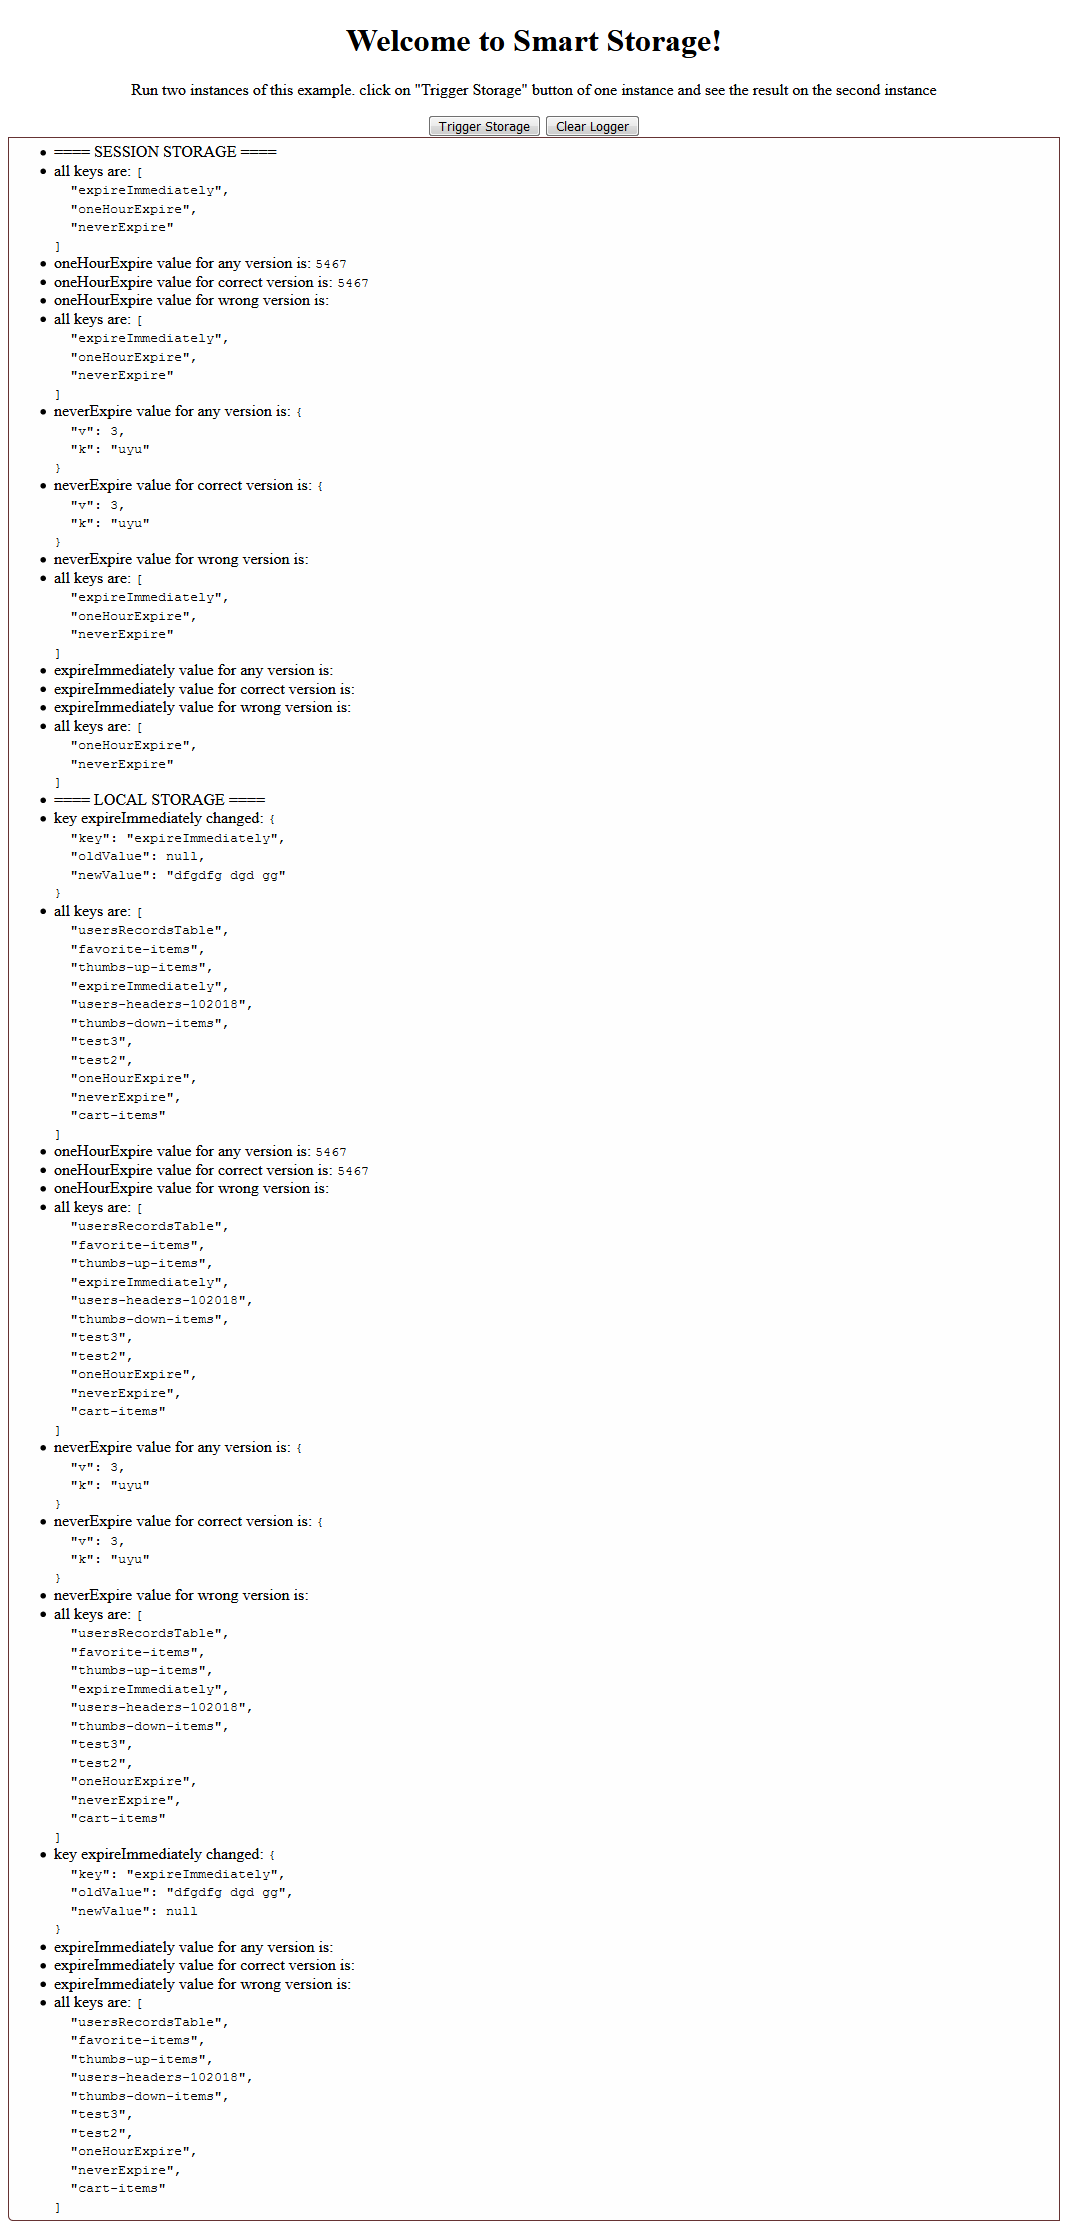 Welcome to Smart Storage!
Run two instances of this example. click on "Trigger Storage" button of one instance and see the result on the second instance
Trigger Storage Clear Logger
• ==== SESSION STORAGE ====
• all keys are: [
"expireImmediately",
"oneHourExpire",
"neverExpire"
]
• oneHourExpire value for any version is: 5467
• oneHourExpire value for correct version is: 5467
• oneHourExpire value for wrong version is:
• all keys are: [
"expireImmediately",
"oneHourExpire",
"neverExpire"
]
• neverExpire value for any version is: {
"v": 3,
"k": "uyu"
}
• neverExpire value for correct version is: {
"v": 3,
"k": "uyu"
}
• neverExpire value for wrong version is:
• all keys are: [
"expireImmediately",
"oneHourExpire",
"neverExpire"
]
• expireImmediately value for any version is:
• expireImmediately value for correct version is:
• expireImmediately value for wrong version is:
• all keys are: [
"oneHourExpire",
"neverExpire"
]
• ==== LOCAL STORAGE ====
• key expireImmediately changed: {
"key": "expireImmediately",
"oldValue": null,
"newValue": "dfgdfg dgd gg"
}
• all keys are: [
"usersRecordsTable",
"favorite-items",
"thumbs-up-items",
"expireImmediately",
"users-headers-102018",
"thumbs-down-items",
"test3",
"test2",
"oneHourExpire",
"neverExpire",
"cart-items"
]
• oneHourExpire value for any version is: 5467
• oneHourExpire value for correct version is: 5467
• oneHourExpire value for wrong version is:
• all keys are: [
"usersRecordsTable",
"favorite-items",
"thumbs-up-items",
"expireImmediately",
"users-headers-102018",
"thumbs-down-items",
"test3",
"test2",
"oneHourExpire",
"neverExpire",
"cart-items"
]
• neverExpire value for any version is: {
"v": 3,
"k": "uyu"
}
• neverExpire value for correct version is: {
"v": 3,
"k": "uyu"
}
• neverExpire value for wrong version is:
• all keys are: [
"usersRecordsTable",
"favorite-items",
"thumbs-up-items",
"expireImmediately",
"users-headers-102018",
"thumbs-down-items",
"test3",
"test2",
"oneHourExpire",
"neverExpire",
"cart-items"
]
• key expireImmediately changed: {
"key": "expireImmediately",
"oldValue": "dfgdfg dgd gg",
"newValue": null
}
• expireImmediately value for any version is:
• expireImmediately value for correct version is:
• expireImmediately value for wrong version is:
• all keys are: [
"usersRecordsTable",
"favorite-items",
"thumbs-up-items",
"users-headers-102018",
"thumbs-down-items",
"test3",
"test2",
"oneHourExpire",
"neverExpire",
"cart-items"
]